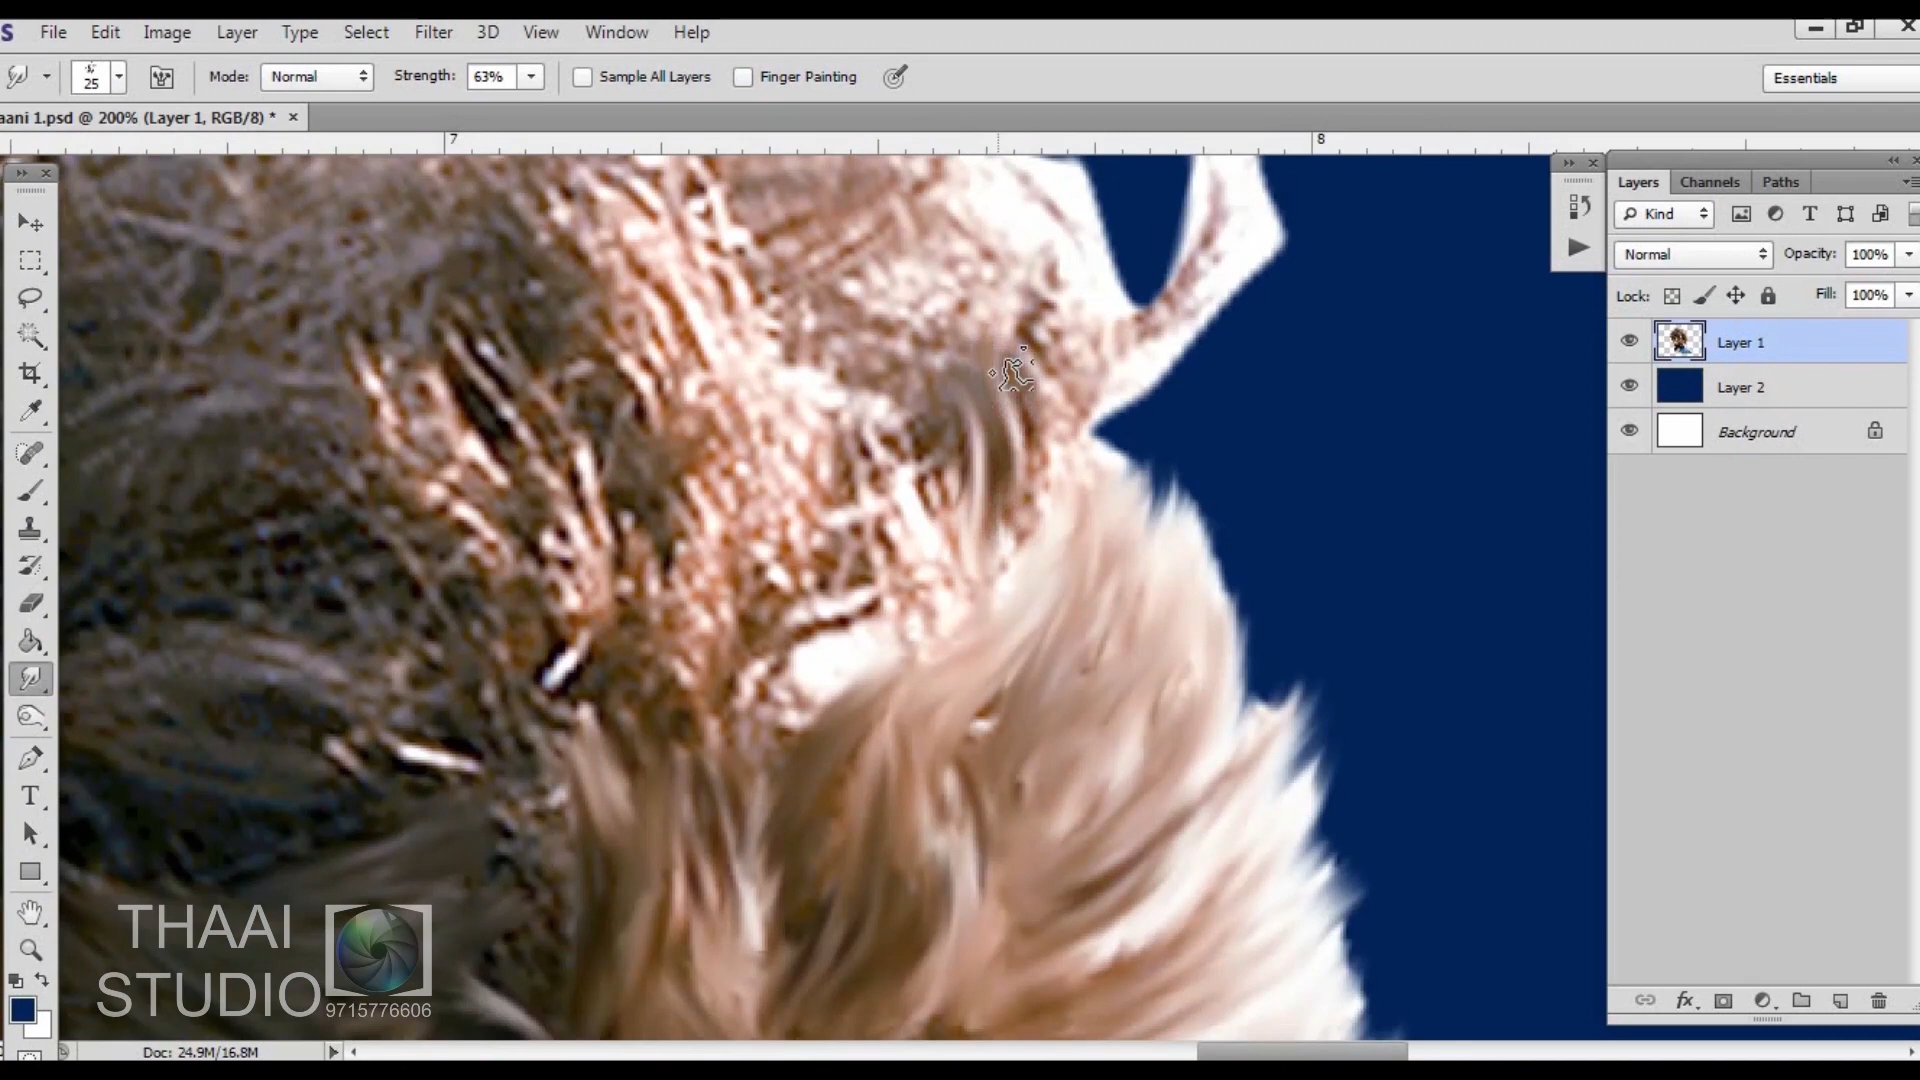 S File Edit Image Layer Type Select Filter 3D View Window Help
25 Mode: Normal Strength: 63% Sample All Layers Finger Painting Essentials
aani 1.psd @ 200% (Layer 1, RGB/8) * ×
7 8
Layers Channels Paths
Kind
Normal Opacity: 100%
Lock: Fill: 100%
Layer 1
Layer 2
Background
THAAI
STUDIO
9715776606
Doc: 24.9M/16.8M